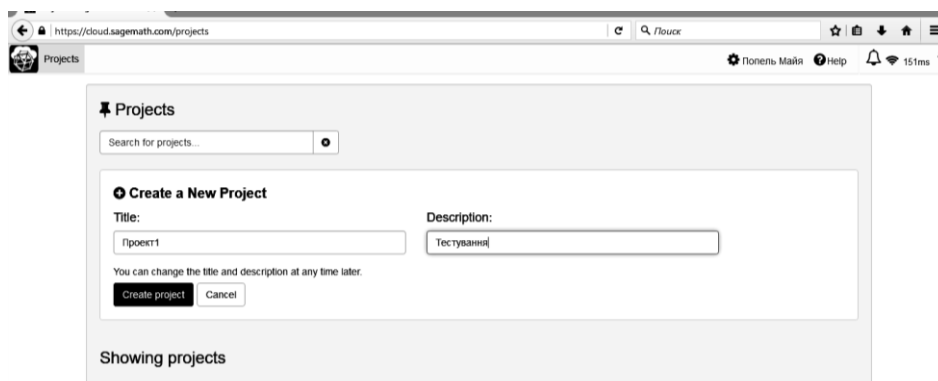 https://cloud.sagemath.com/projects
Поиск
Projects
Попель Майя
Help
151ms
Projects
Search for projects...
Create a New Project
Title:
Description:
Проект1
Тестування
You can change the title and description at any time later.
Create project
Cancel
Showing projects